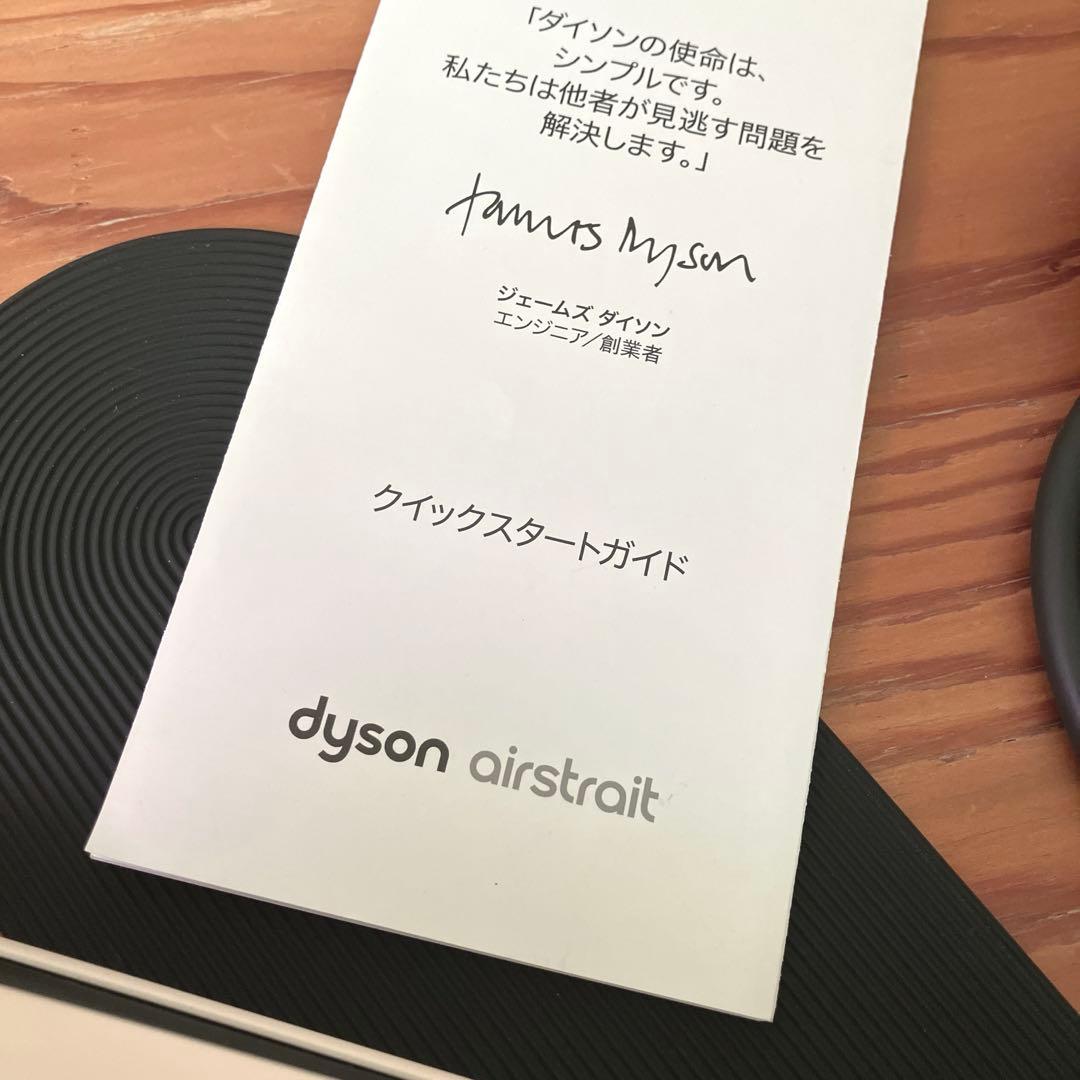 「ダイソンの使命は、
シンプルです。
私たちは他者が見逃す問題を
解決します。」
James Dyson
ジェームズ ダイソン
エンジニア/創業者
クイックスタートガイド
dyson airstrait